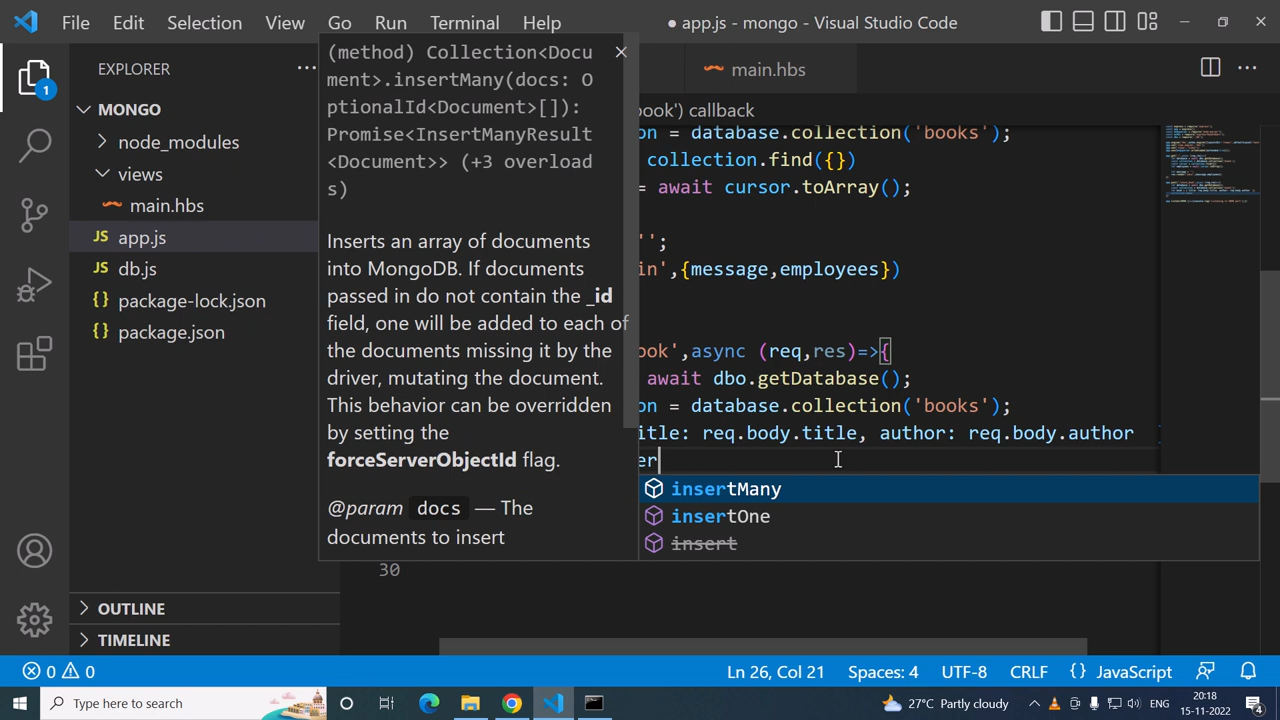 File Edit Selection View Go Run Terminal Help
● app.js - mongo - Visual Studio Code
EXPLORER
MONGO
node_modules
views
main.hbs
JS app.js
JS db.js
{} package-lock.json
{} package.json
OUTLINE
TIMELINE
1
(method) Collection<Docu
ment>.insertMany(docs: O
ptionalId<Document>[]):
Promise<InsertManyResult
<Document>> (+3 overload
s)
Inserts an array of documents
into MongoDB. If documents
passed in do not contain the _id
field, one will be added to each of
the documents missing it by the
driver, mutating the document.
This behavior can be overridden
by setting the
forceServerObjectId flag.
@param docs — The
documents to insert
main.hbs
ook') callback
on = database.collection('books');
collection.find({})
= await cursor.toArray();
'';
in',{message,employees})
ook',async (req,res)=>{
await dbo.getDatabase();
on = database.collection('books');
itle: req.body.title, author: req.body.author
er
insertMany
insertOne
insert
30
0 0
Ln 26, Col 21 Spaces: 4 UTF-8 CRLF {} JavaScript
Type here to search
27°C Partly cloudy
ENG
20:18
15-11-2022
4